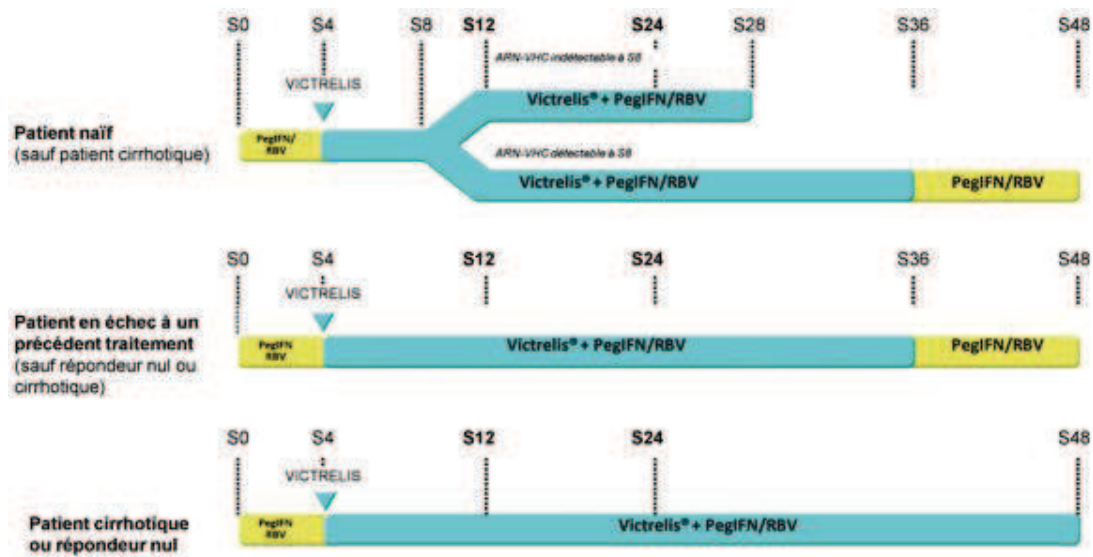 S0 S4 S8 S12 S24 S28 S36 S48
ARN-VHC indétectable à S8
VICTRELIS
Victrelis® + PegIFN/RBV
Patient naïf
(sauf patient cirrhotique)
PegIFN/
RBV
ARN-VHC détectable à S8
Victrelis® + PegIFN/RBV PegIFN/RBV
S0 S4 S12 S24 S36 S48
VICTRELIS
Patient en échec à un
précédent traitement
(sauf répondeur nul ou
cirrhotique)
PegIFN
RBV
Victrelis® + PegIFN/RBV PegIFN/RBV
S0 S4 S12 S24 S48
VICTRELIS
Patient cirrhotique
ou répondeur nul
PegIFN
RBV
Victrelis® + PegIFN/RBV